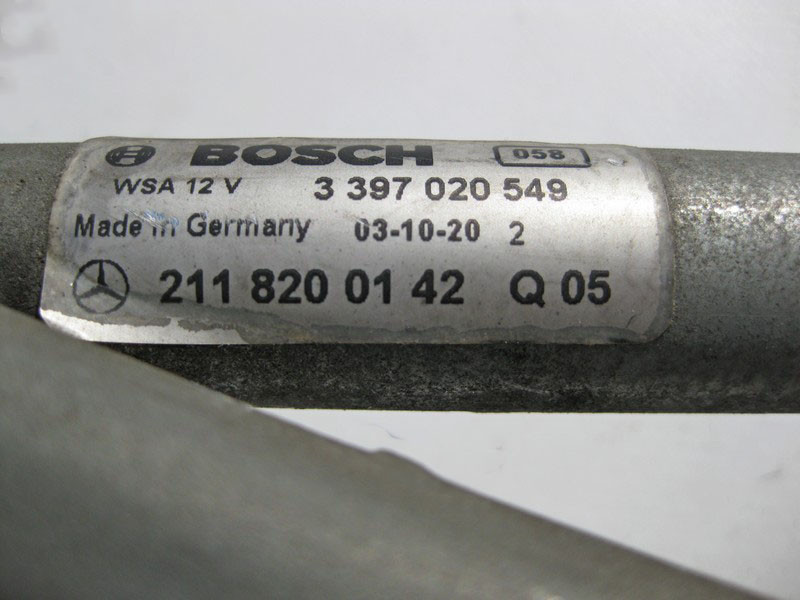 BOSCH 058
WSA 12 V 3 397 020 549
Made in Germany 03-10-20 2
211 820 01 42 Q 05